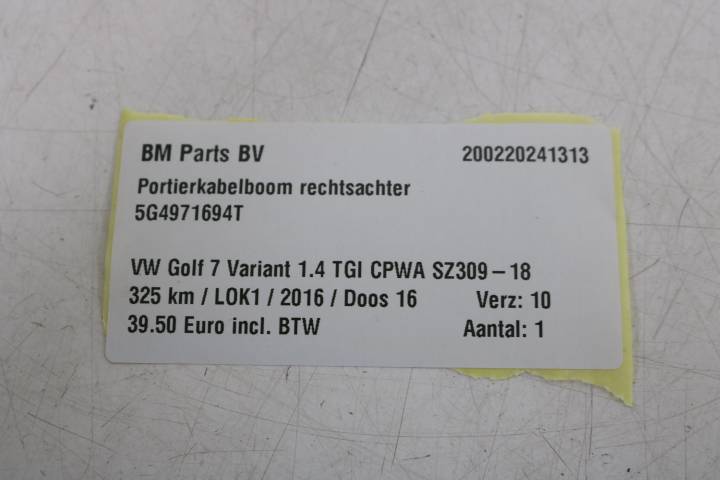 BM Parts BV 200220241313
Portierkabelboom rechtsachter
5G4971694T
VW Golf 7 Variant 1.4 TGI CPWA SZ309-18
325 km / LOK1 / 2016 / Doos 16 Verz: 10
39.50 Euro incl. BTW Aantal: 1